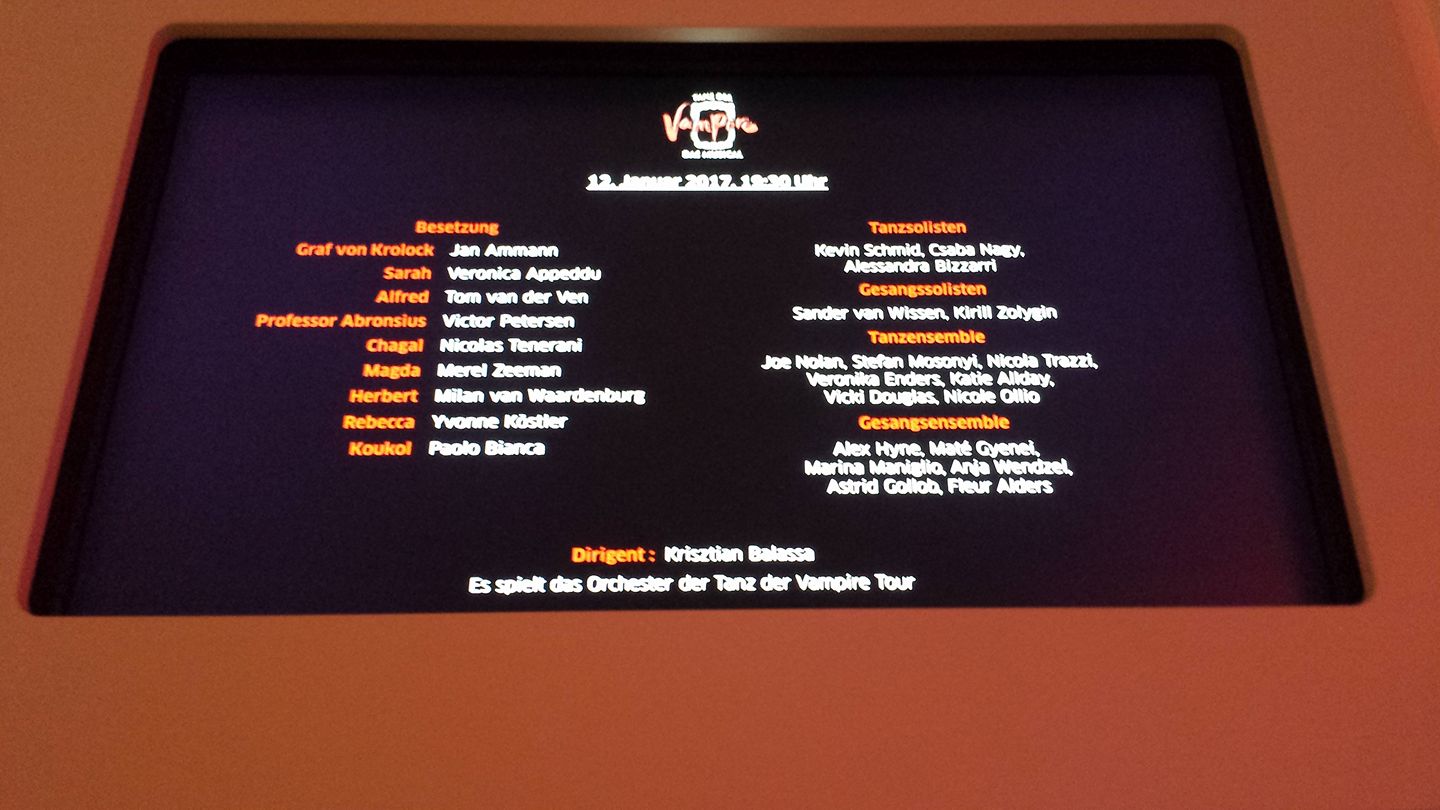 TANZ DER
Vampire
DAS MUSICAL
12. Januar 2017, 19:30 Uhr
Besetzung
Graf von Krolock Jan Ammann
Sarah Veronica Appeddu
Alfred Tom van der Ven
Professor Abronsius Victor Petersen
Chagal Nicolas Tenerani
Magda Merel Zeeman
Herbert Milan van Waardenburg
Rebecca Yvonne Köstler
Koukol Paolo Bianca
Tanzsolisten
Kevin Schmid, Csaba Nagy,
Alessandra Bizzarri
Gesangssolisten
Sander van Wissen, Kirill Zolygin
Tanzensemble
Joe Nolan, Stefan Mosonyi, Nicola Trazzi,
Veronika Enders, Katie Allday,
Vicki Douglas, Nicole Ollio
Gesangsensemble
Alex Hyne, Maté Gyenei,
Marina Maniglio, Anja Wendzel,
Astrid Gollob, Fleur Alders
Dirigent : Krisztian Balassa
Es spielt das Orchester der Tanz der Vampire Tour